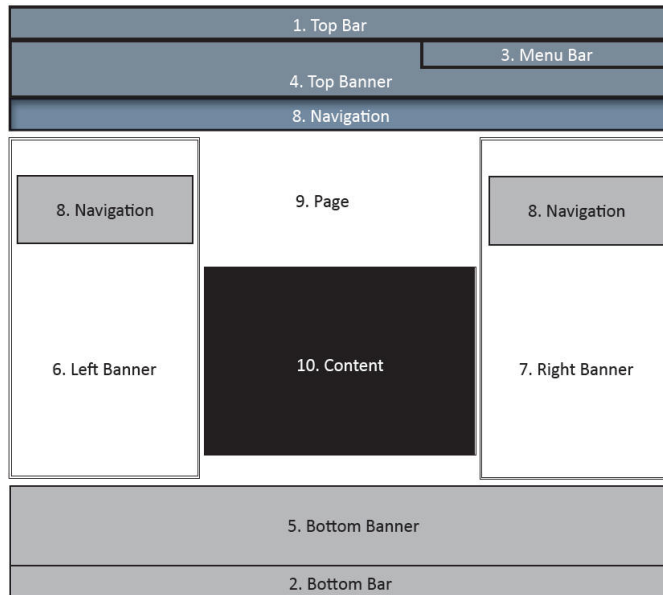 1. Top Bar
3. Menu Bar
4. Top Banner
8. Navigation
8. Navigation
9. Page
8. Navigation
6. Left Banner
10. Content
7. Right Banner
5. Bottom Banner
2. Bottom Bar